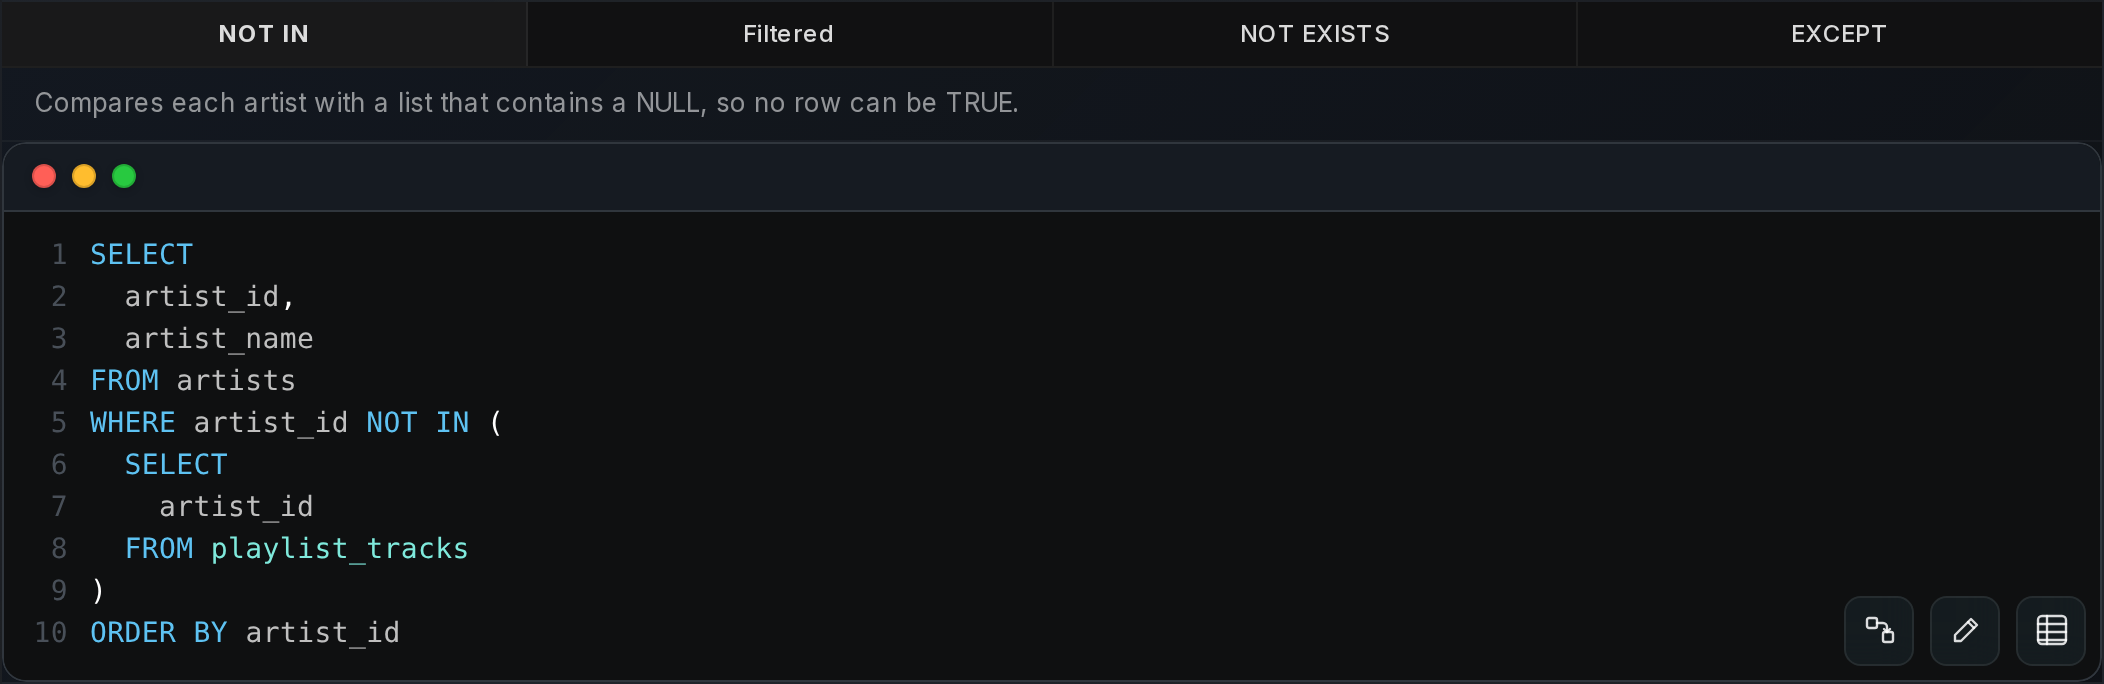 NOT IN
Filtered
NOT EXISTS
EXCEPT
Compares each artist with a list that contains a NULL, so no row can be TRUE.
1 SELECT
2   artist_id,
3   artist_name
4 FROM artists
5 WHERE artist_id NOT IN (
6   SELECT
7     artist_id
8   FROM playlist_tracks
9 )
10 ORDER BY artist_id